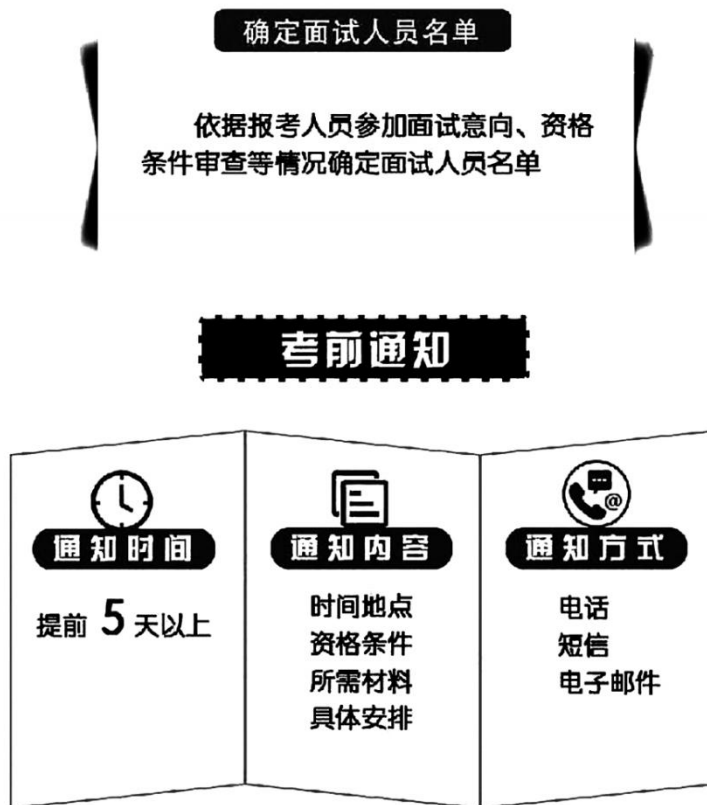 确定面试人员名单
依据报考人员参加面试意向、资格
条件审查等情况确定面试人员名单
考前通知
通知时间
提前 5 天以上
通知内容
时间地点
资格条件
所需材料
具体安排
@
通知方式
电话
短信
电子邮件